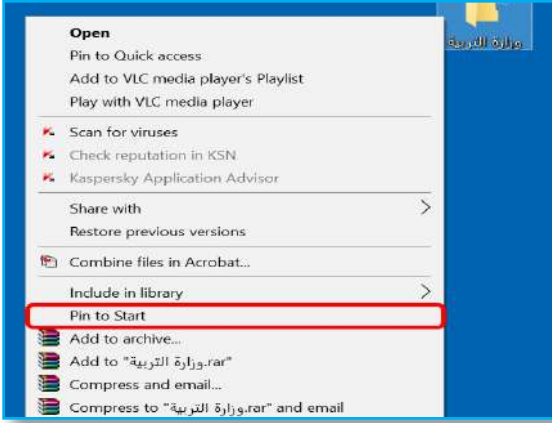 وزارة التربية
Open
Pin to Quick access
Add to VLC media player's Playlist
Play with VLC media player
Scan for viruses
Check reputation in KSN
Kaspersky Application Advisor
Share with
Restore previous versions
Combine files in Acrobat...
Include in library
Pin to Start
Add to archive...
Add to "وزارة التربية.rar"
Compress and email...
Compress to "وزارة التربية.rar" and email